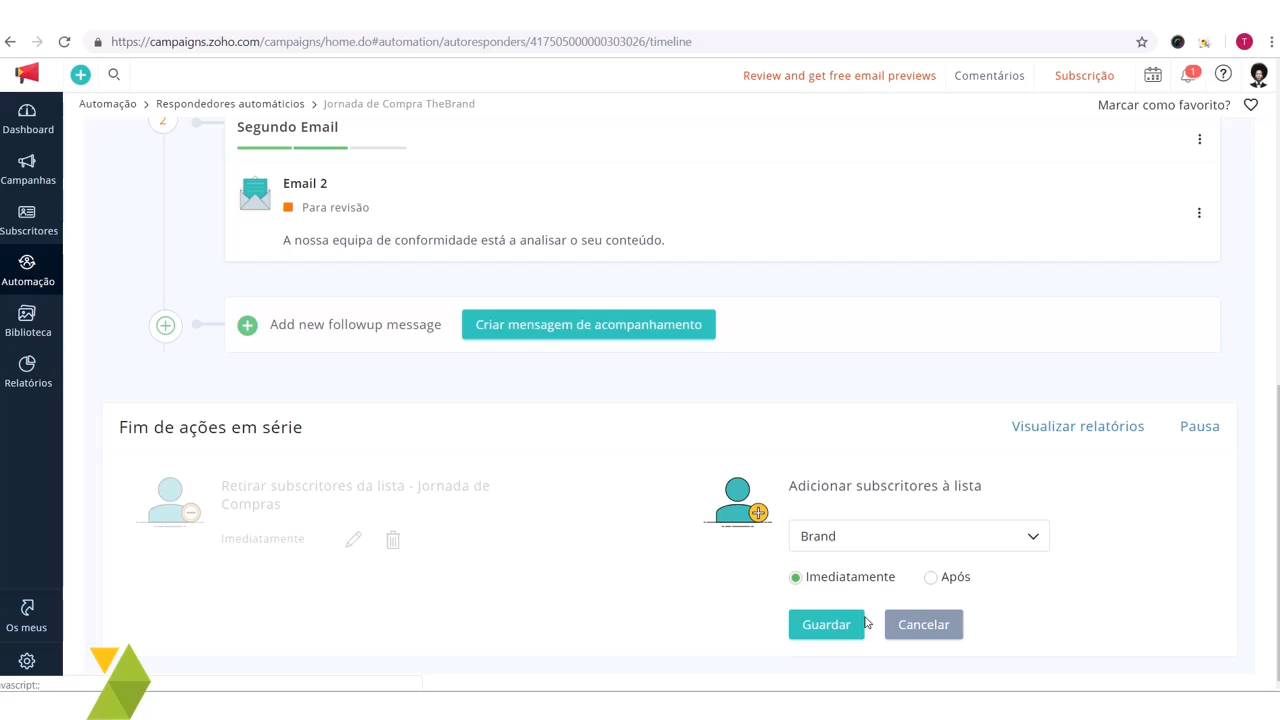 https://campaigns.zoho.com/campaigns/home.do#automation/autoresponders/417505000000303026/timeline
T
Review and get free email previews
Comentários
Subscrição
1
Automação > Respondedores automáticios > Jornada de Compra TheBrand
Marcar como favorito?
Dashboard
Campanhas
Subscritores
Automação
Biblioteca
Relatórios
Os meus
2
Segundo Email
Email 2
Para revisão
A nossa equipa de conformidade está a analisar o seu conteúdo.
Add new followup message
Criar mensagem de acompanhamento
Fim de ações em série
Visualizar relatórios
Pausa
Retirar subscritores da lista - Jornada de
Compras
Imediatamente
Adicionar subscritores à lista
Brand
Imediatamente
Após
Guardar
Cancelar
vascript:;